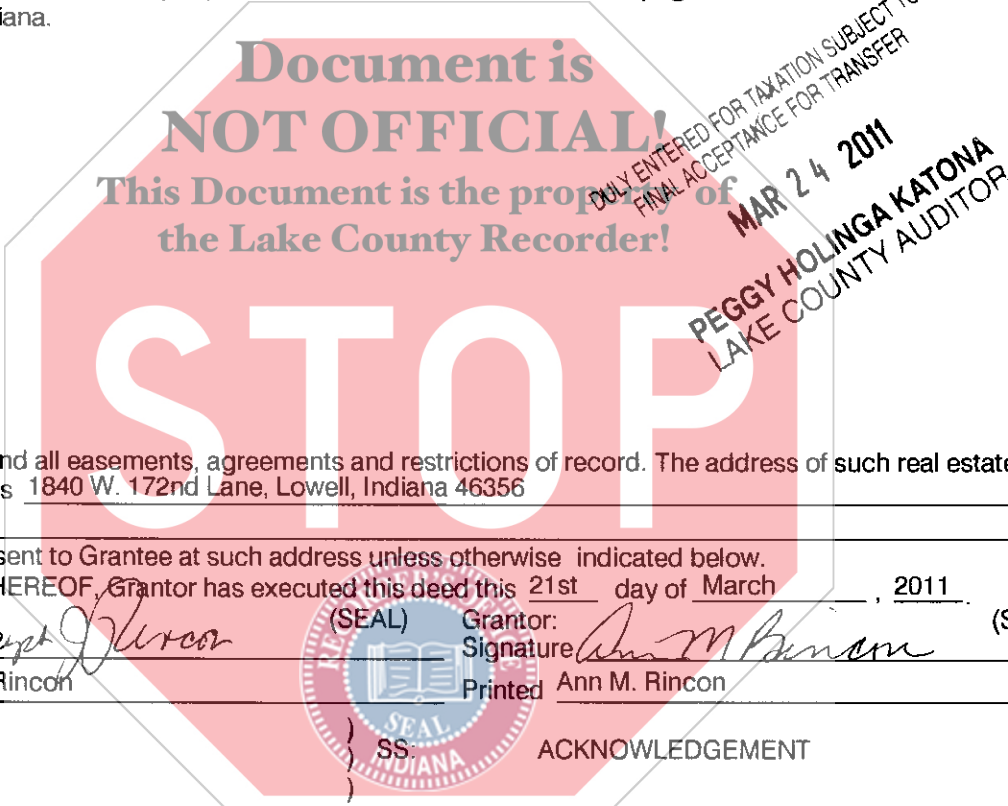 iana.
Document is
NOT OFFICIAL!
This Document is the property of
the Lake County Recorder!
DULY ENTERED FOR TAXATION SUBJECT TO
FINAL ACCEPTANCE FOR TRANSFER
MAR 24 2011
PEGGY HOLINGA KATONA
LAKE COUNTY AUDITOR
STOP
nd all easements, agreements and restrictions of record. The address of such real estate
s 1840 W. 172nd Lane, Lowell, Indiana 46356
sent to Grantee at such address unless otherwise indicated below.
HEREOF, Grantor has executed this deed this 21st day of March, 2011.
(SEAL) Grantor: (S
Signature Ann M Rincon
Rincon Printed Ann M. Rincon
RECORDER'S OFFICE
SEAL
INDIANA
) SS: ACKNOWLEDGEMENT
)
)